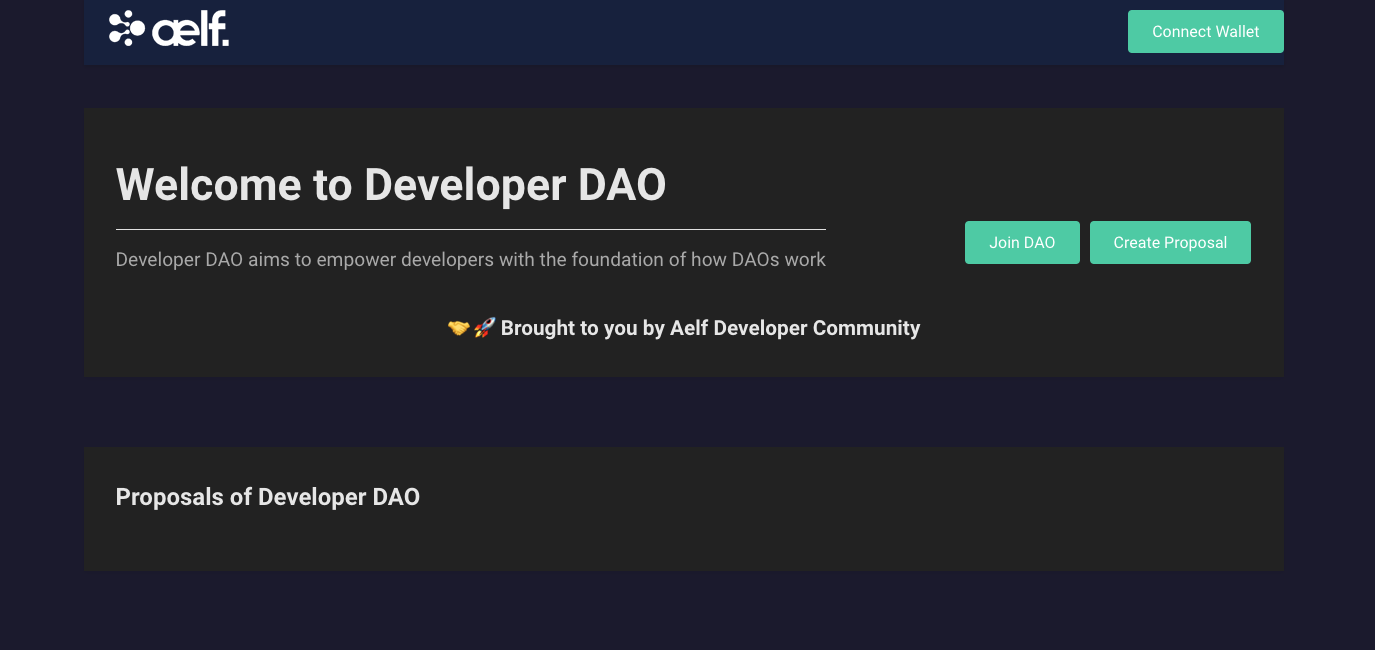 aelf.
Connect Wallet
Welcome to Developer DAO
Developer DAO aims to empower developers with the foundation of how DAOs work
Join DAO
Create Proposal
🤝🚀 Brought to you by Aelf Developer Community
Proposals of Developer DAO